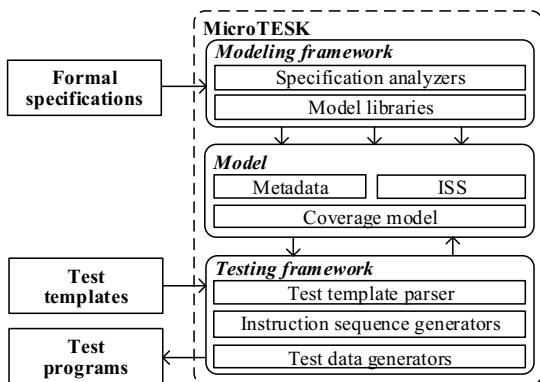 MicroTESK
Modeling framework
Formal
specifications
Specification analyzers
Model libraries
Model
Metadata
ISS
Coverage model
Test
templates
Testing framework
Test template parser
Instruction sequence generators
Test data generators
Test
programs